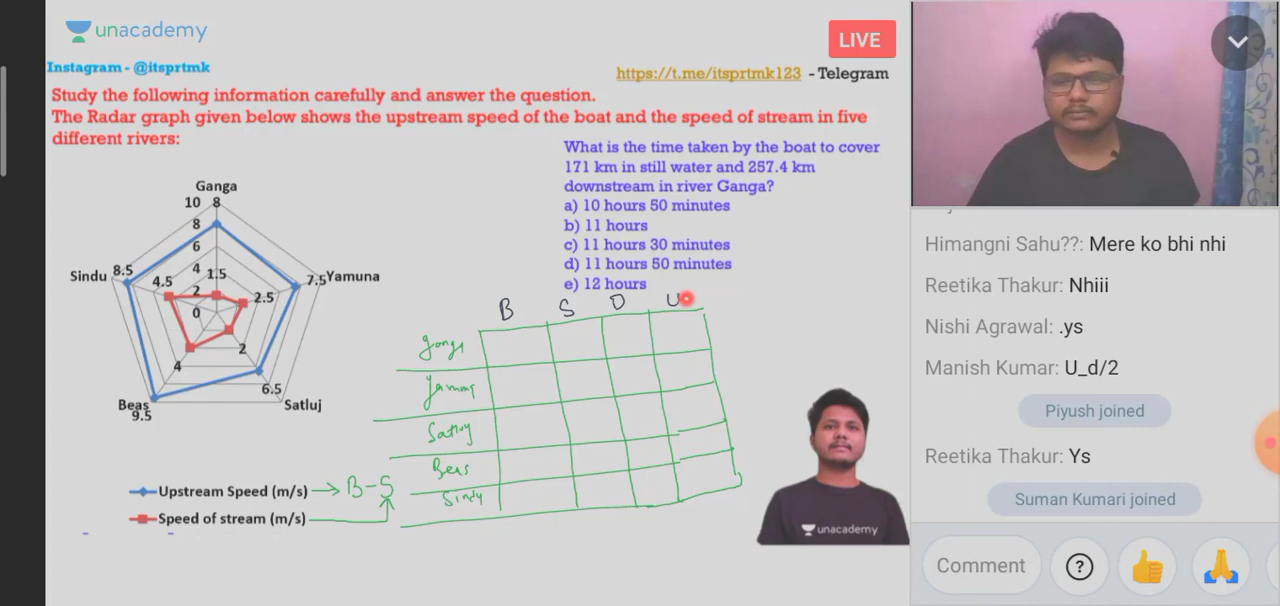 unacademy
LIVE
Instagram - @itsprtmk
https://t.me/itsprtmk123 - Telegram
Study the following information carefully and answer the question.
The Radar graph given below shows the upstream speed of the boat and the speed of stream in five
different rivers:
What is the time taken by the boat to cover
171 km in still water and 257.4 km
downstream in river Ganga?
a) 10 hours 50 minutes
b) 11 hours
c) 11 hours 30 minutes
d) 11 hours 50 minutes
e) 12 hours
Ganga
10 8
8
6
4 1.5
2
0
Sindu 8.5
4.5
7.5 Yamuna
2.5
2
4
6.5
Satluj
Beas
9.5
Upstream Speed (m/s) → B-S
Speed of stream (m/s)
B S D U
Ganga
Yamuna
Satluj
Beas
Sindu
unacademy
Himangni Sahu??: Mere ko bhi nhi
Reetika Thakur: Nhiii
Nishi Agrawal: .ys
Manish Kumar: U_d/2
Piyush joined
Reetika Thakur: Ys
Suman Kumari joined
Comment
?